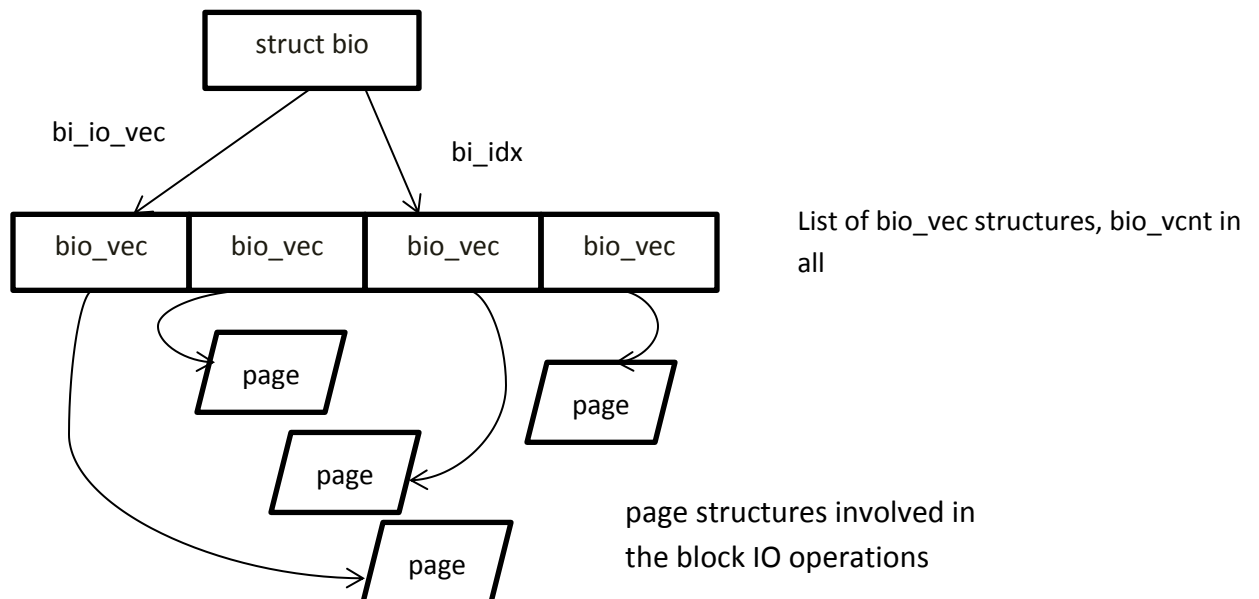 struct bio
bi_io_vec
bi_idx
bio_vec bio_vec bio_vec bio_vec
List of bio_vec structures, bio_vcnt in
all
page
page
page
page
page structures involved in
the block IO operations